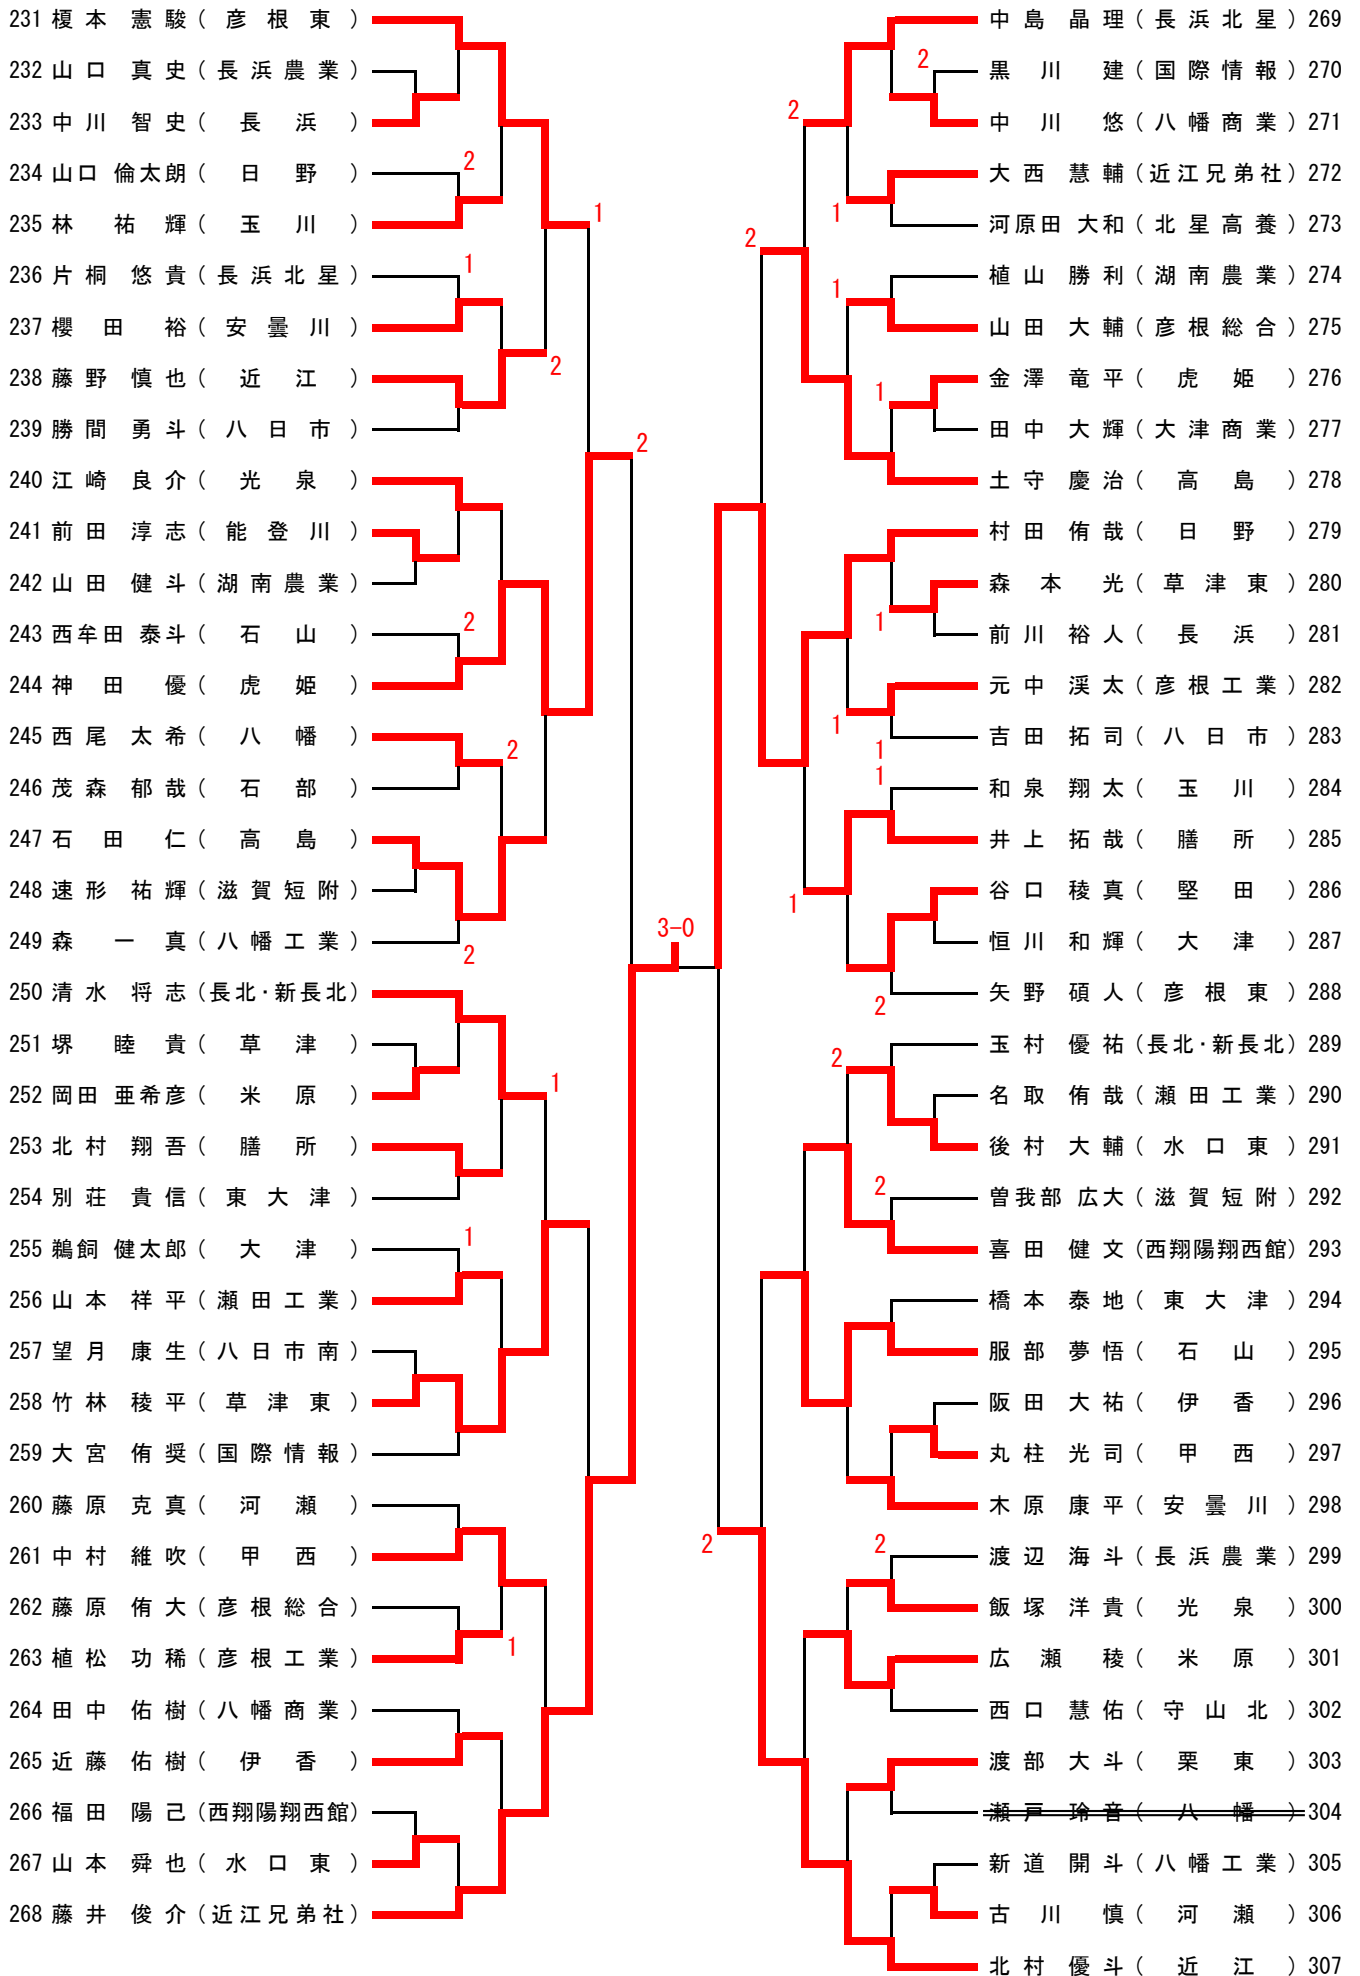 231 榎本 憲駿 ( 彦根東 )
232 山口 真史 ( 長浜農業 )
233 中川 智史 ( 長浜 )
234 山口 倫太朗 ( 日野 )
2
235 林 祐輝 ( 玉川 )
1
236 片桐 悠貴 ( 長浜北星 )
1
237 櫻田 裕 ( 安曇川 )
238 藤野 慎也 ( 近江 )
2
239 勝間 勇斗 ( 八日市 )
2
240 江崎 良介 ( 光泉 )
241 前田 淳志 ( 能登川 )
242 山田 健斗 ( 湖南農業 )
243 西牟田 泰斗 ( 石山 )
2
244 神田 優 ( 虎姫 )
245 西尾 太希 ( 八幡 )
2
246 茂森 郁哉 ( 石部 )
247 石田 仁 ( 高島 )
248 速形 祐輝 ( 滋賀短附 )
249 森 一真 ( 八幡工業 )
2
3-0
250 清水 将志 (長北・新長北)
251 堺 睦貴 ( 草津 )
252 岡田 亜希彦 ( 米原 )
1
253 北村 翔吾 ( 膳所 )
254 別荘 貴信 ( 東大津 )
255 鵜飼 健太郎 ( 大津 )
1
256 山本 祥平 ( 瀬田工業 )
257 望月 康生 ( 八日市南 )
258 竹林 稜平 ( 草津東 )
259 大宮 侑奨 ( 国際情報 )
260 藤原 克真 ( 河瀬 )
261 中村 維吹 ( 甲西 )
262 藤原 侑大 ( 彦根総合 )
263 植松 功稀 ( 彦根工業 )
1
264 田中 佑樹 ( 八幡商業 )
265 近藤 佑樹 ( 伊香 )
266 福田 陽己 (西翔陽翔西館)
267 山本 舜也 ( 水口東 )
268 藤井 俊介 (近江兄弟社)
中島 晶理 ( 長浜北星 ) 269
2
黒川 建 ( 国際情報 ) 270
2
中川 悠 ( 八幡商業 ) 271
大西 慧輔 (近江兄弟社) 272
1
河原田 大和 ( 北星高養 ) 273
2
植山 勝利 ( 湖南農業 ) 274
1
山田 大輔 ( 彦根総合 ) 275
金澤 竜平 ( 虎姫 ) 276
1
田中 大輝 ( 大津商業 ) 277
土守 慶治 ( 高島 ) 278
村田 侑哉 ( 日野 ) 279
森本 光 ( 草津東 ) 280
1
前川 裕人 ( 長浜 ) 281
元中 渓太 ( 彦根工業 ) 282
1
吉田 拓司 ( 八日市 ) 283
1
1
和泉 翔太 ( 玉川 ) 284
井上 拓哉 ( 膳所 ) 285
谷口 稜真 ( 堅田 ) 286
1
恒川 和輝 ( 大津 ) 287
矢野 碩人 ( 彦根東 ) 288
2
玉村 優祐 (長北・新長北) 289
2
名取 侑哉 ( 瀬田工業 ) 290
後村 大輔 ( 水口東 ) 291
2
曽我部 広大 ( 滋賀短附 ) 292
喜田 健文 (西翔陽翔西館) 293
橋本 泰地 ( 東大津 ) 294
服部 夢悟 ( 石山 ) 295
阪田 大祐 ( 伊香 ) 296
丸柱 光司 ( 甲西 ) 297
木原 康平 ( 安曇川 ) 298
2
2
渡辺 海斗 ( 長浜農業 ) 299
飯塚 洋貴 ( 光泉 ) 300
広瀬 稜 ( 米原 ) 301
西口 慧佑 ( 守山北 ) 302
渡部 大斗 ( 栗東 ) 303
瀬戸 玲音 ( 八幡 ) 304
新道 開斗 ( 八幡工業 ) 305
古川 慎 ( 河瀬 ) 306
北村 優斗 ( 近江 ) 307